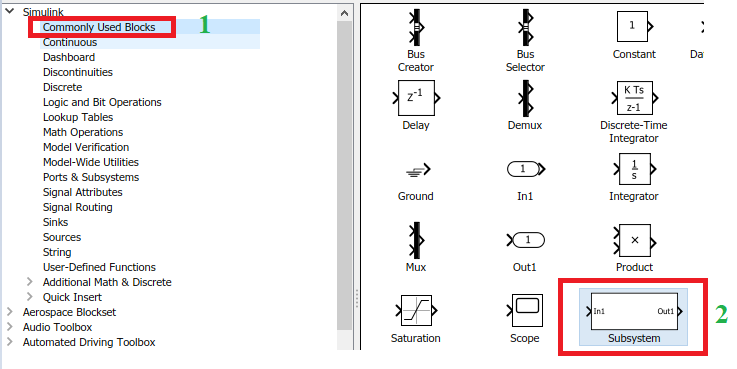 Simulink
Commonly Used Blocks
1
Continuous
Dashboard
Discontinuities
Discrete
Logic and Bit Operations
Lookup Tables
Math Operations
Model Verification
Model-Wide Utilities
Ports & Subsystems
Signal Attributes
Signal Routing
Sinks
Sources
String
User-Defined Functions
Additional Math & Discrete
Quick Insert
Aerospace Blockset
Audio Toolbox
Automated Driving Toolbox
1
Bus Creator
Bus Selector
Constant
Dat
z-1
K Ts
z-1
Delay
Demux
Discrete-Time
Integrator
1
1
s
Ground
In1
Integrator
1
×
Mux
Out1
Product
In1
Out1
2
Saturation
Scope
Subsystem